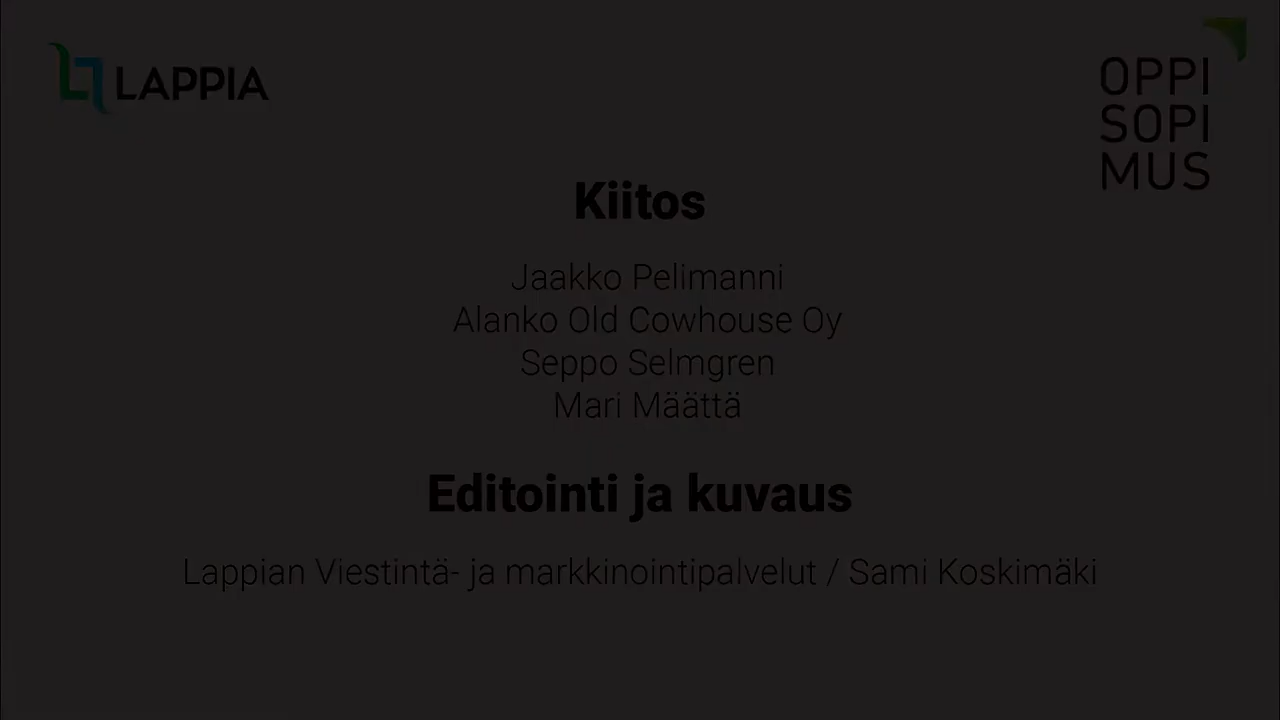 LAPPIA
OPPI
SOPI
MUS
Kiitos
Jaakko Pelimanni
Alanko Old Cowhouse Oy
Seppo Selmgren
Mari Määttä
Editointi ja kuvaus
Lappian Viestintä- ja markkinointipalvelut / Sami Koskimäki